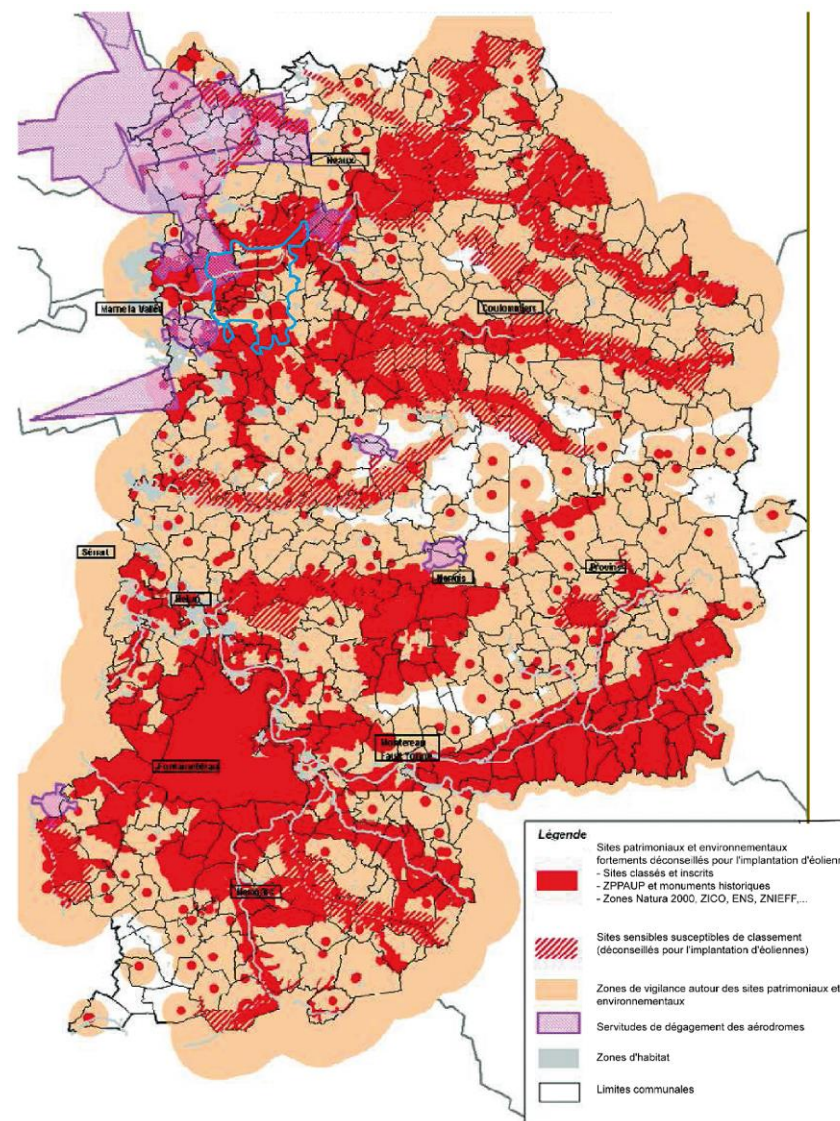 Meaux
Marne la Vallé
Coulommiers
Sénart
Melun
Nangis
Provins
Montereau
Fault-Yonne
Fontainebleau
Nemours
Légende
Sites patrimoniaux et environnementaux
fortements déconseillés pour l'implantation d'éolienn
- Sites classés et inscrits
- ZPPAUP et monuments historiques
- Zones Natura 2000, ZICO, ENS, ZNIEFF,...
Sites sensibles susceptibles de classement
(déconseillés pour l'implantation d'éoliennes)
Zones de vigilance autour des sites patrimoniaux et
environnementaux
Servitudes de dégagement des aérodromes
Zones d'habitat
Limites communales